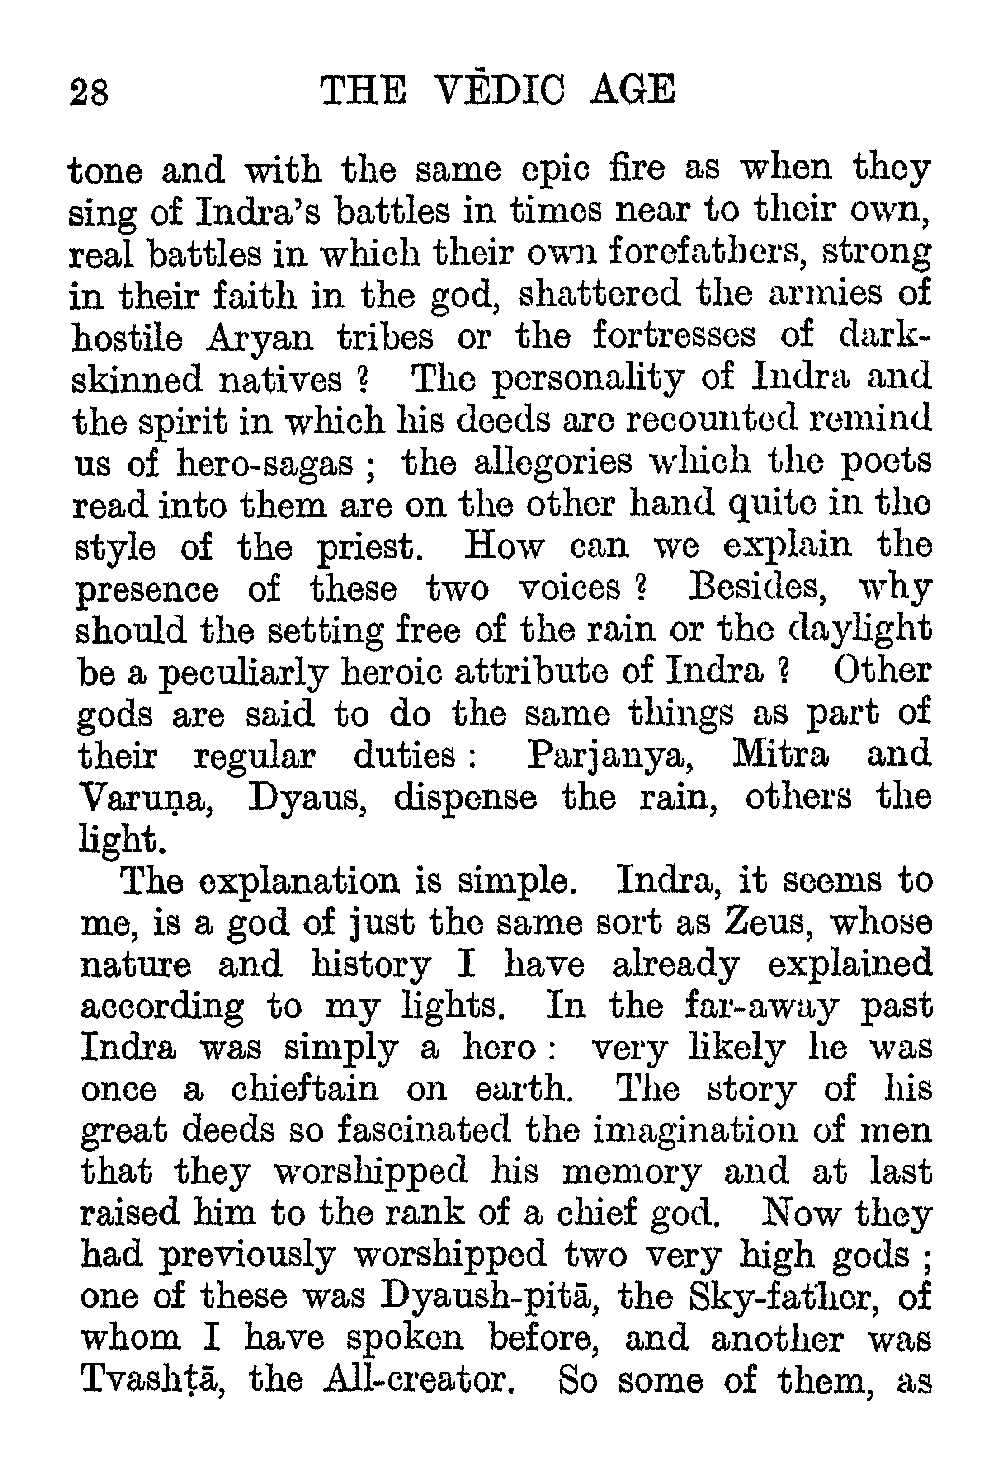 28 THE VĒDIC AGE
tone and with the same epic fire as when they
sing of Indra's battles in times near to their own,
real battles in which their own forefathers, strong
in their faith in the god, shattered the armies of
hostile Aryan tribes or the fortresses of dark-
skinned natives ? The personality of Indra and
the spirit in which his deeds are recounted remind
us of hero-sagas ; the allegories which the poets
read into them are on the other hand quite in the
style of the priest. How can we explain the
presence of these two voices ? Besides, why
should the setting free of the rain or the daylight
be a peculiarly heroic attribute of Indra ? Other
gods are said to do the same things as part of
their regular duties : Parjanya, Mitra and
Varuṇa, Dyaus, dispense the rain, others the
light.
The explanation is simple. Indra, it seems to
me, is a god of just the same sort as Zeus, whose
nature and history I have already explained
according to my lights. In the far-away past
Indra was simply a hero : very likely he was
once a chieftain on earth. The story of his
great deeds so fascinated the imagination of men
that they worshipped his memory and at last
raised him to the rank of a chief god. Now they
had previously worshipped two very high gods ;
one of these was Dyaush-pitā, the Sky-father, of
whom I have spoken before, and another was
Tvashṭā, the All-creator. So some of them, as